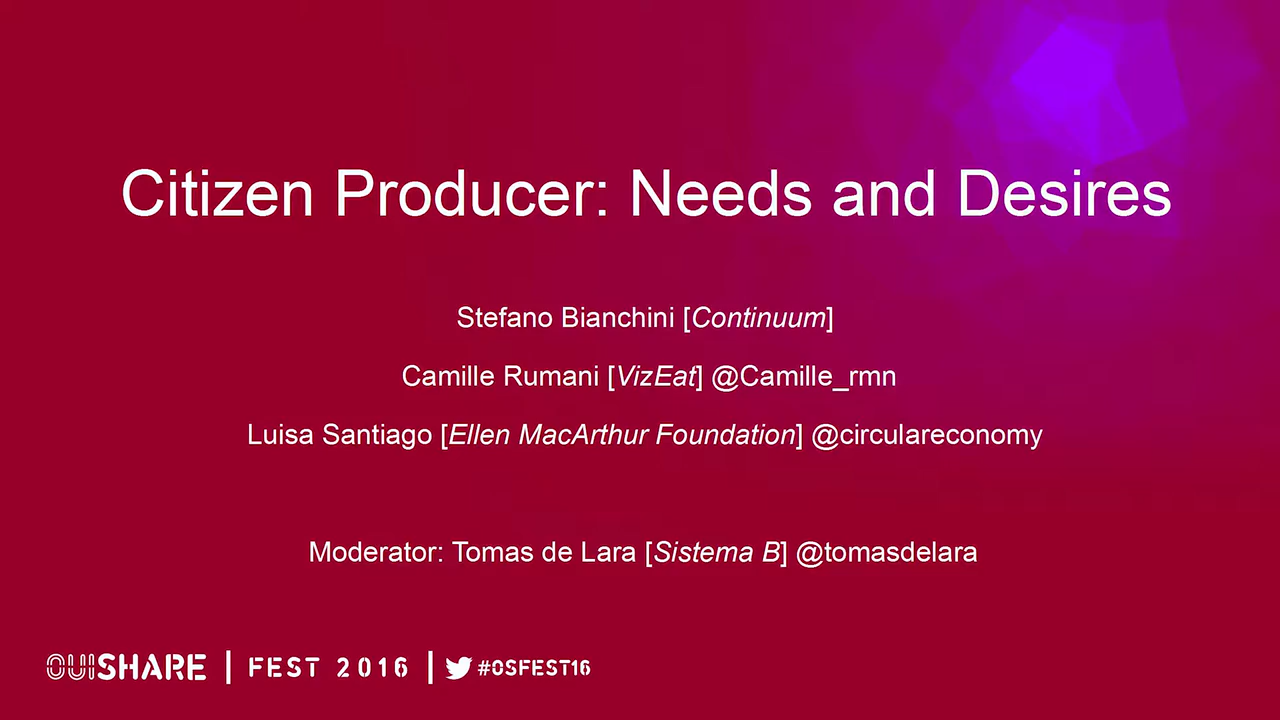 Citizen Producer: Needs and Desires
Stefano Bianchini [Continuum]
Camille Rumani [VizEat] @Camille_rmn
Luisa Santiago [Ellen MacArthur Foundation] @circulareconomy
Moderator: Tomas de Lara [Sistema B] @tomasdelara
OUISHARE | FEST 2016 | #OSFEST16